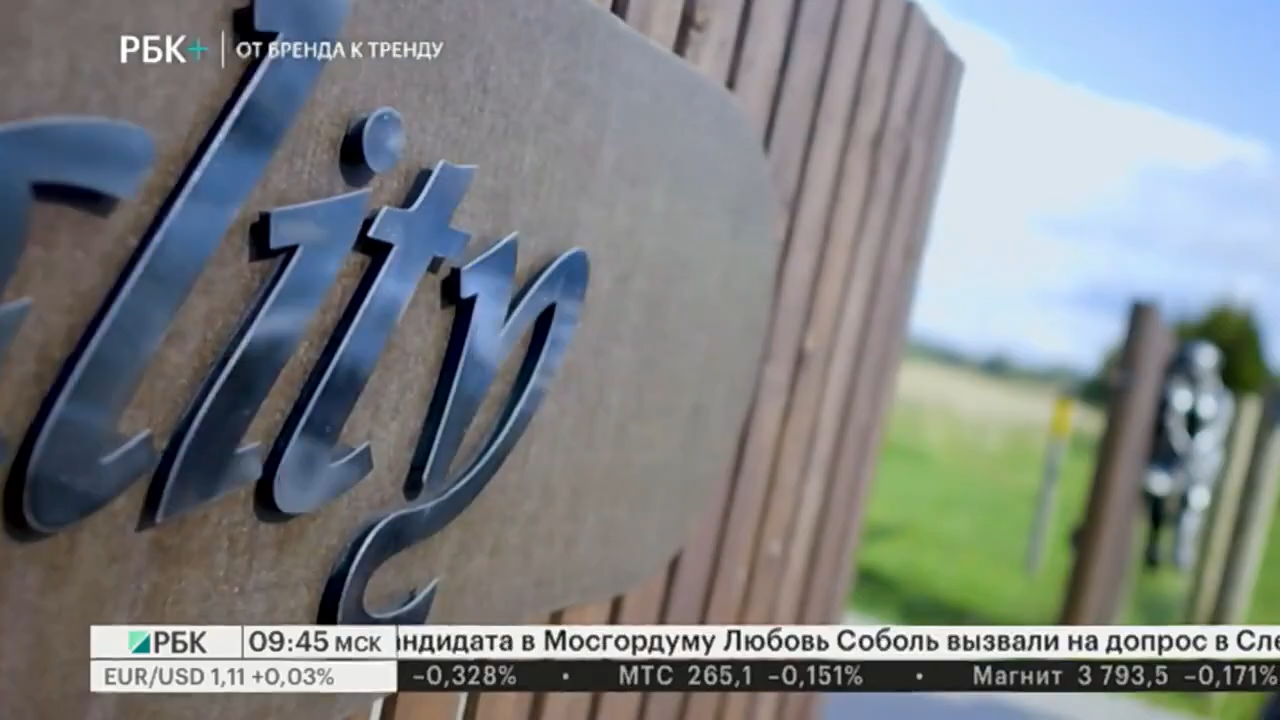 РБК+ | ОТ БРЕНДА К ТРЕНДУ
lity
РБК 09:45 МСК андидата в Мосгордуму Любовь Соболь вызвали на допрос в Сле
EUR/USD 1,11 +0,03% -0,328% • МТС 265,1 -0,151% • Магнит 3 793,5 -0,171%